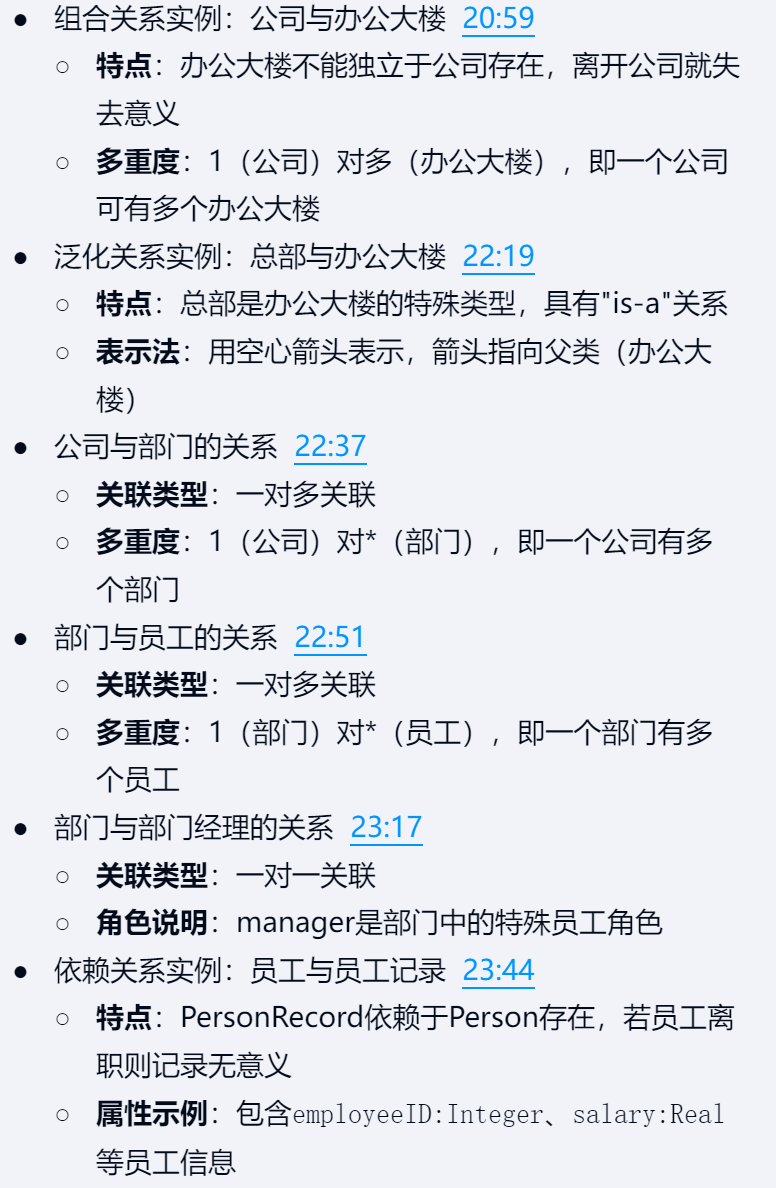 ● 组合关系实例：公司与办公大楼 20:59
○ 特点：办公大楼不能独立于公司存在，离开公司就失
去意义
○ 多重度：1（公司）对多（办公大楼），即一个公司
可有多个办公大楼
● 泛化关系实例：总部与办公大楼 22:19
○ 特点：总部是办公大楼的特殊类型，具有"is-a"关系
○ 表示法：用空心箭头表示，箭头指向父类（办公大
楼）
● 公司与部门的关系 22:37
○ 关联类型：一对多关联
○ 多重度：1（公司）对*（部门），即一个公司有多
个部门
● 部门与员工的关系 22:51
○ 关联类型：一对多关联
○ 多重度：1（部门）对*（员工），即一个部门有多
个员工
● 部门与部门经理的关系 23:17
○ 关联类型：一对一关联
○ 角色说明：manager是部门中的特殊员工角色
● 依赖关系实例：员工与员工记录 23:44
○ 特点：PersonRecord依赖于Person存在，若员工离
职则记录无意义
○ 属性示例：包含employeeID:Integer、salary:Real
等员工信息